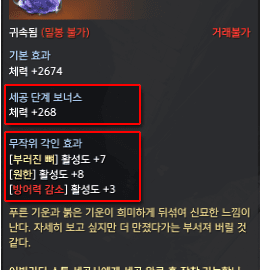 귀속됨 (밀봉 불가) 거래불가
기본 효과
체력 +2674
세공 단계 보너스
체력 +268
무작위 각인 효과
[부러진 뼈] 활성도 +7
[원한] 활성도 +8
[방어력 감소] 활성도 +3
푸른 기운과 붉은 기운이 희미하게 뒤섞여 신묘한 느낌이
난다. 자세히 보고 싶지만 더 만졌다가는 부서져 버릴 것
같다.